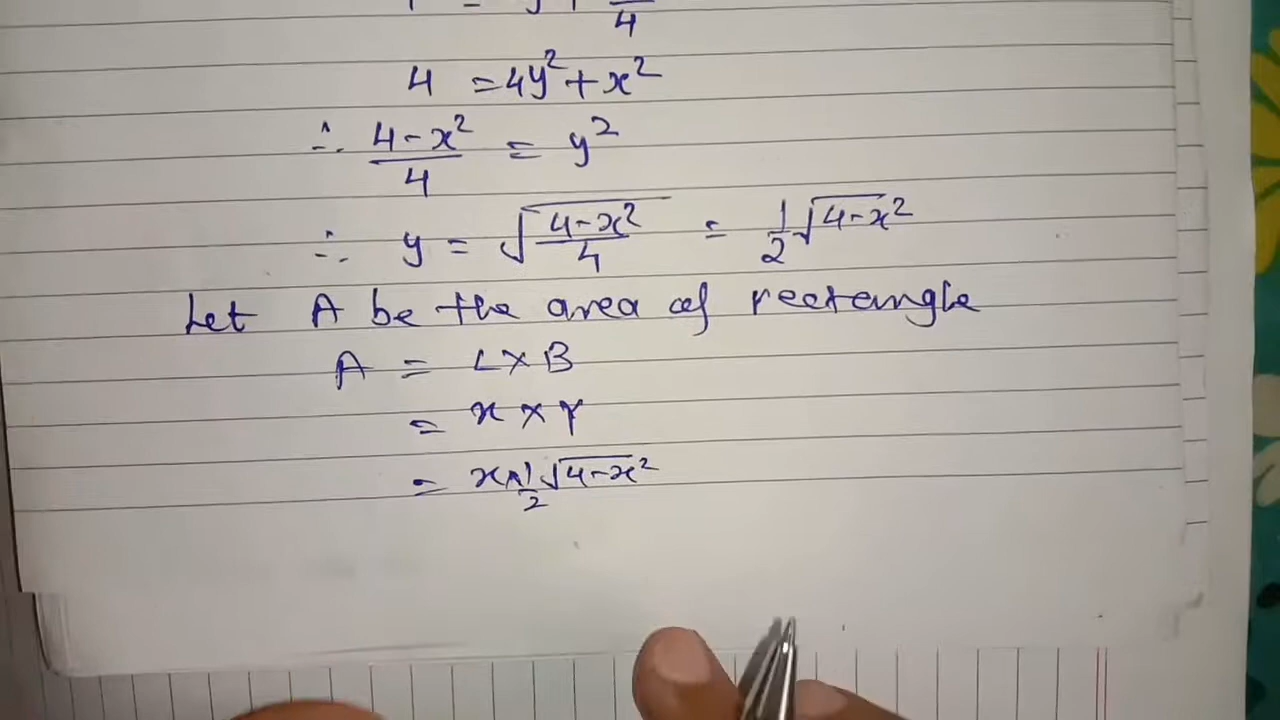 4
4 = 4y² + x²
∴ 4-x²/4 = y²
∴ y = √(4-x²/4) = 1/2 √4-x²
Let A be the area of rectangle
A = L×B
= x × Y
= x × 1/2 √4-x²